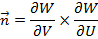 n⃗ = ∂W/∂V × ∂W/∂U